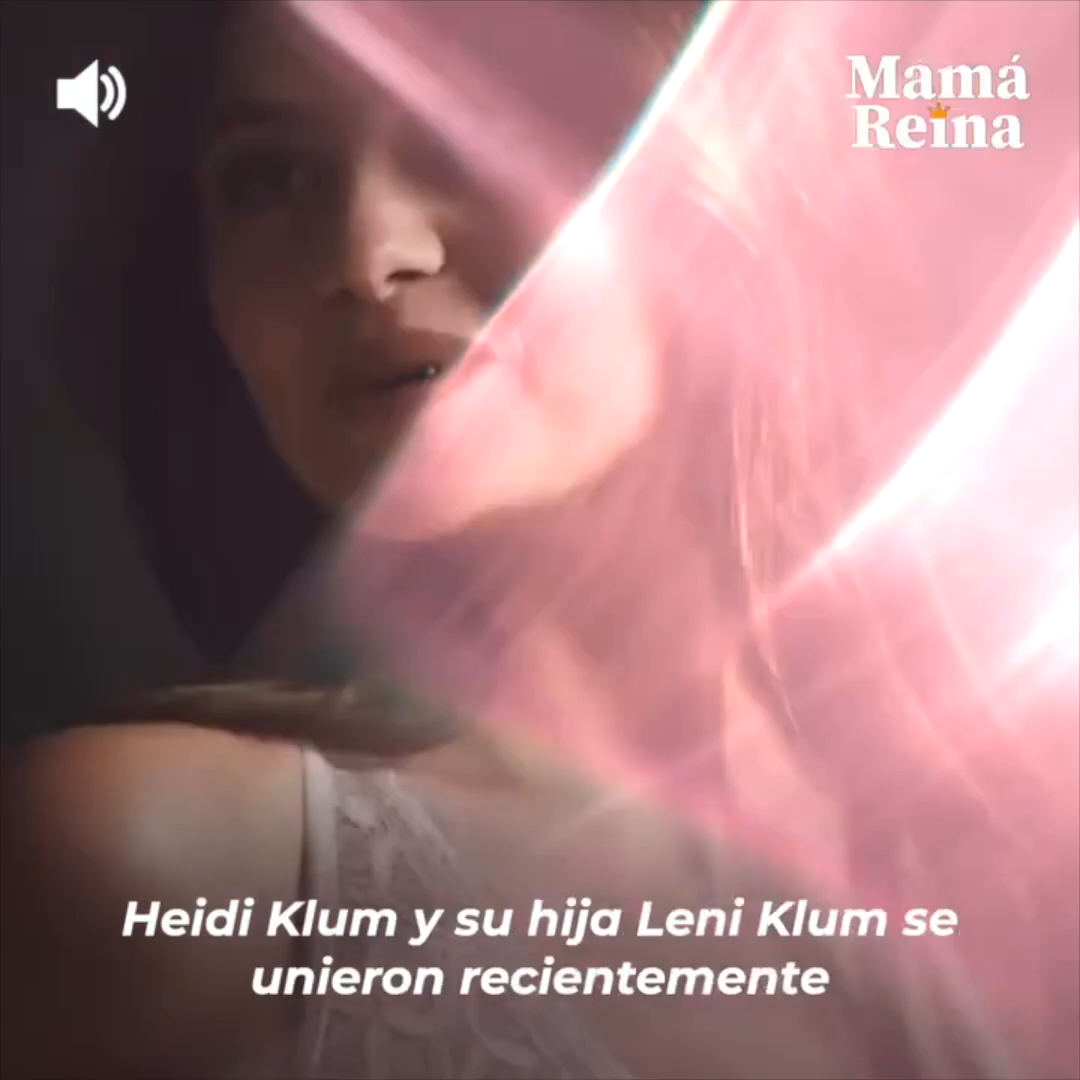 Mamá
Reina
Heidi Klum y su hija Leni Klum se
unieron recientemente